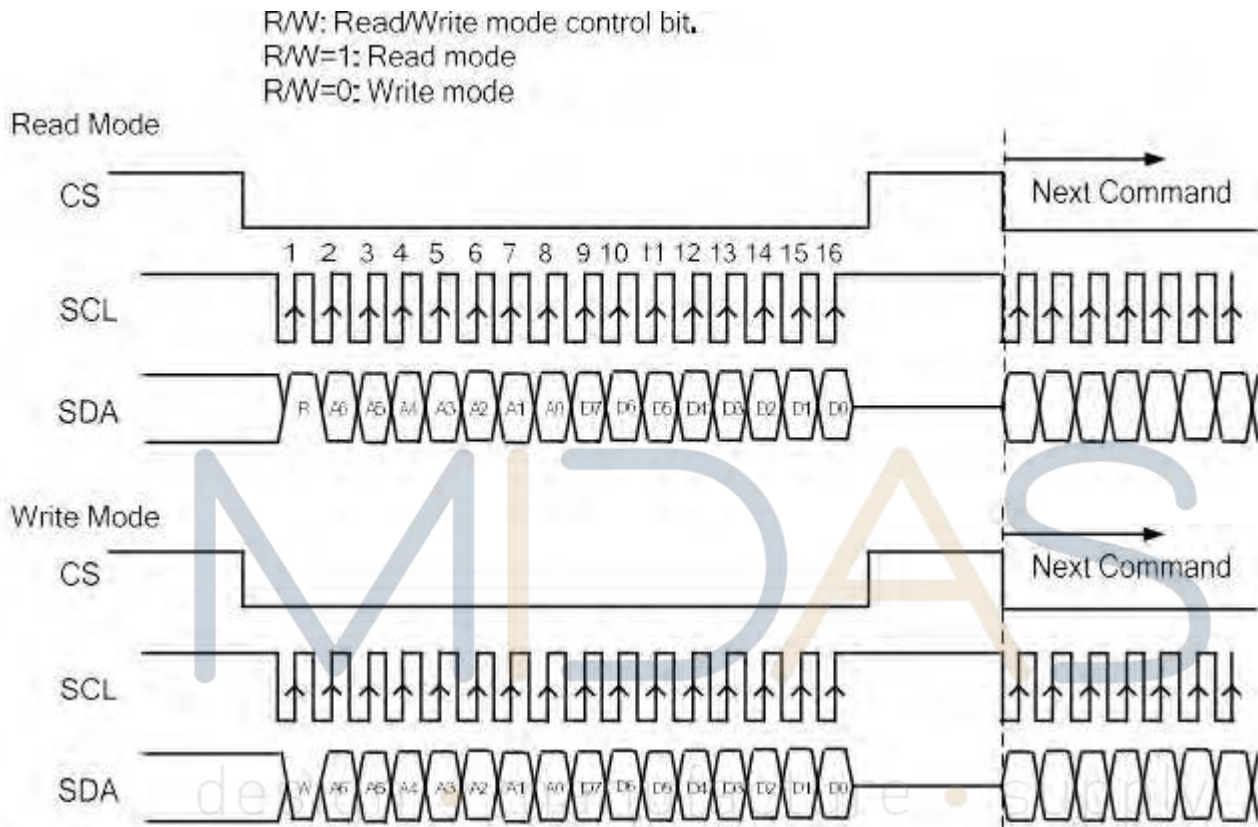 R/W: Read/Write mode control bit.
R/W=1: Read mode
R/W=0: Write mode
Read Mode
CS
Next Command
1 2 3 4 5 6 7 8 9 10 11 12 13 14 15 16
SCL
SDA
R A6 A5 A4 A3 A2 A1 A0 D7 D6 D5 D4 D3 D2 D1 D0
MIDAS
Write Mode
CS
Next Command
SCL
SDA
W A6 A5 A4 A3 A2 A1 A0 D7 D6 D5 D4 D3 D2 D1 D0
design • manufacture • supply